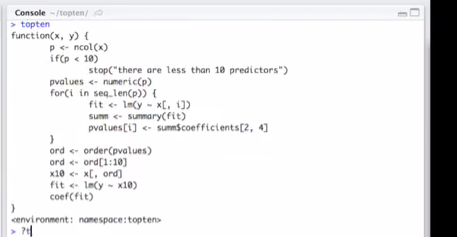 Console ~/topten/
> topten
function(x, y) {
        p <- ncol(x)
        if(p < 10)
                stop("there are less than 10 predictors")
        pvalues <- numeric(p)
        for(i in seq_len(p)) {
                fit <- lm(y ~ x[, i])
                summ <- summary(fit)
                pvalues[i] <- summ$coefficients[2, 4]
        }
        ord <- order(pvalues)
        ord <- ord[1:10]
        x10 <- x[, ord]
        fit <- lm(y ~ x10)
        coef(fit)
}
<environment: namespace:topten>
> ?t